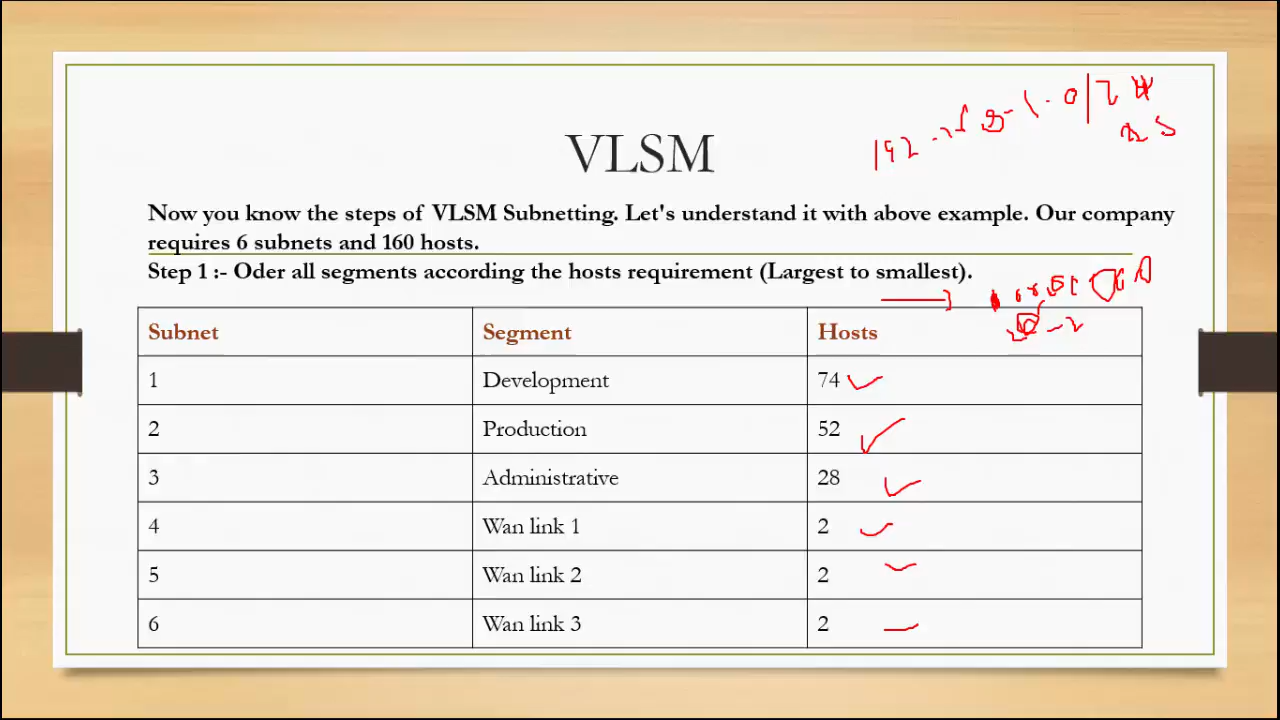 VLSM
Now you know the steps of VLSM Subnetting. Let's understand it with above example. Our company
requires 6 subnets and 160 hosts.
Step 1 :- Oder all segments according the hosts requirement (Largest to smallest).
Subnet Segment Hosts
1 Development 74
2 Production 52
3 Administrative 28
4 Wan link 1 2
5 Wan link 2 2
6 Wan link 3 2